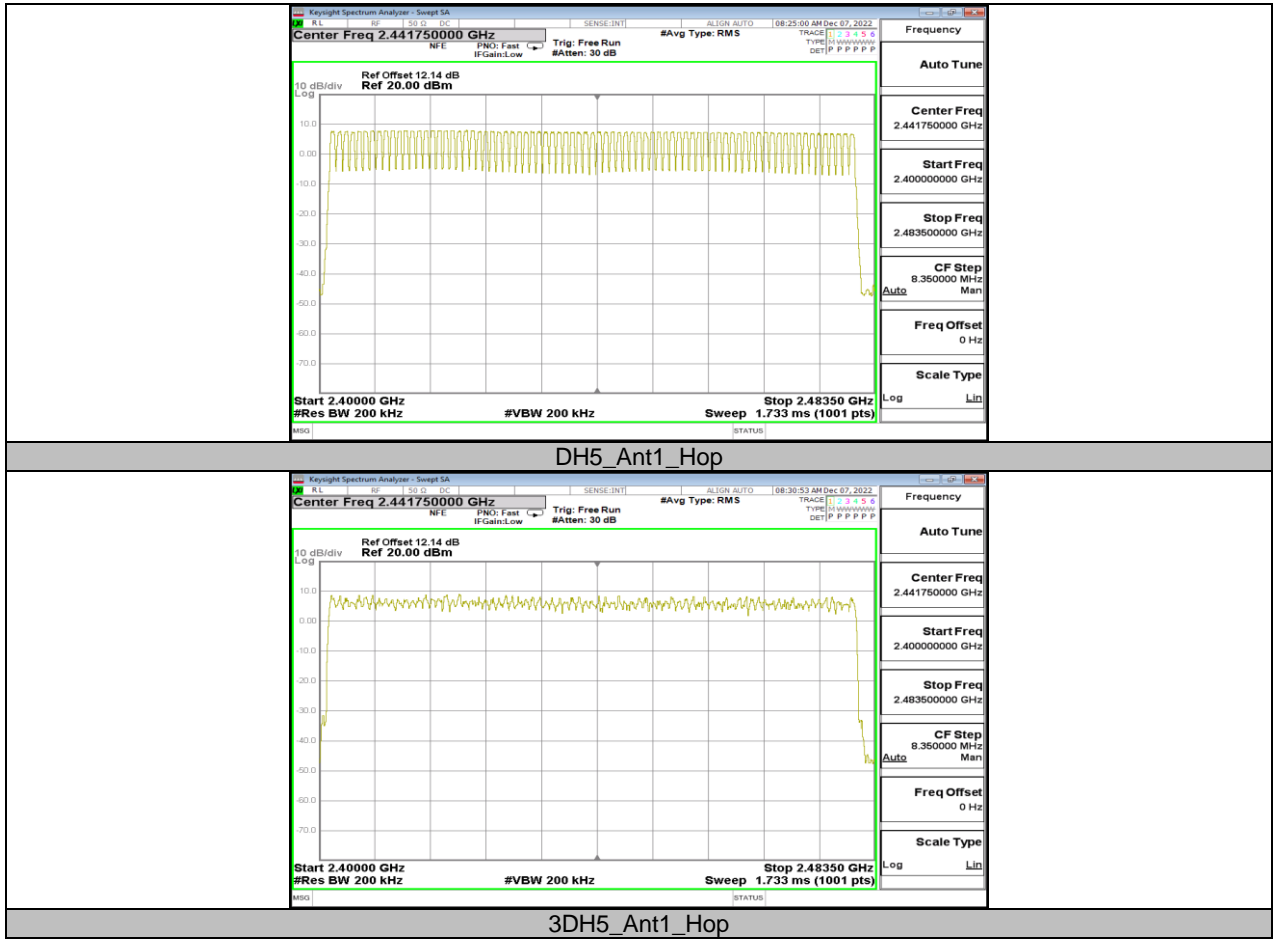 Keysight Spectrum Analyzer - Swept SA
RL RF 50 Ω DC SENSE:INT ALIGN AUTO 08:25:00 AM Dec 07, 2022
Center Freq 2.441750000 GHz #Avg Type: RMS TRACE 1 2 3 4 5 6
NFE PNO: Fast Trig: Free Run TYPE M W W W W W
IFGain:Low #Atten: 30 dB DET P P P P P P
Frequency
Auto Tune
Ref Offset 12.14 dB
10 dB/div Ref 20.00 dBm
Log
10.0
0.00
-10.0
-20.0
-30.0
-40.0
-50.0
-60.0
-70.0
Center Freq
2.441750000 GHz
Start Freq
2.400000000 GHz
Stop Freq
2.483500000 GHz
CF Step
8.350000 MHz
Auto Man
Freq Offset
0 Hz
Scale Type
Log Lin
Start 2.40000 GHz Stop 2.48350 GHz
#Res BW 200 kHz #VBW 200 kHz Sweep 1.733 ms (1001 pts)
MSG STATUS
DH5_Ant1_Hop
Keysight Spectrum Analyzer - Swept SA
RL RF 50 Ω DC SENSE:INT ALIGN AUTO 08:30:53 AM Dec 07, 2022
Center Freq 2.441750000 GHz #Avg Type: RMS TRACE 1 2 3 4 5 6
NFE PNO: Fast Trig: Free Run TYPE M W W W W W
IFGain:Low #Atten: 30 dB DET P P P P P P
Frequency
Auto Tune
Ref Offset 12.14 dB
10 dB/div Ref 20.00 dBm
Log
10.0
0.00
-10.0
-20.0
-30.0
-40.0
-50.0
-60.0
-70.0
Center Freq
2.441750000 GHz
Start Freq
2.400000000 GHz
Stop Freq
2.483500000 GHz
CF Step
8.350000 MHz
Auto Man
Freq Offset
0 Hz
Scale Type
Log Lin
Start 2.40000 GHz Stop 2.48350 GHz
#Res BW 200 kHz #VBW 200 kHz Sweep 1.733 ms (1001 pts)
MSG STATUS
3DH5_Ant1_Hop